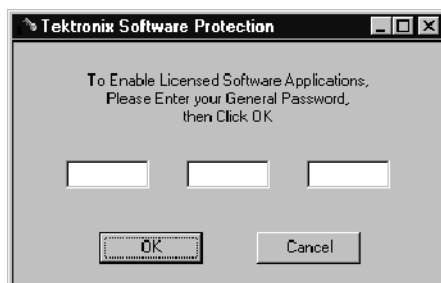 Tektronix Software Protection
To Enable Licensed Software Applications,
Please Enter your General Password,
then Click OK
OK
Cancel